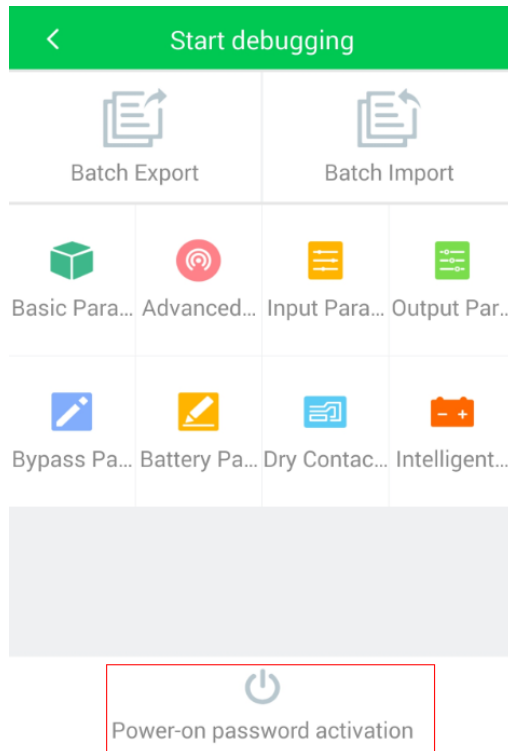 Start debugging
Batch Export
Batch Import
Basic Para...
Advanced...
Input Para...
Output Par..
Bypass Pa...
Battery Pa...
Dry Contac...
Intelligent...
Power-on password activation